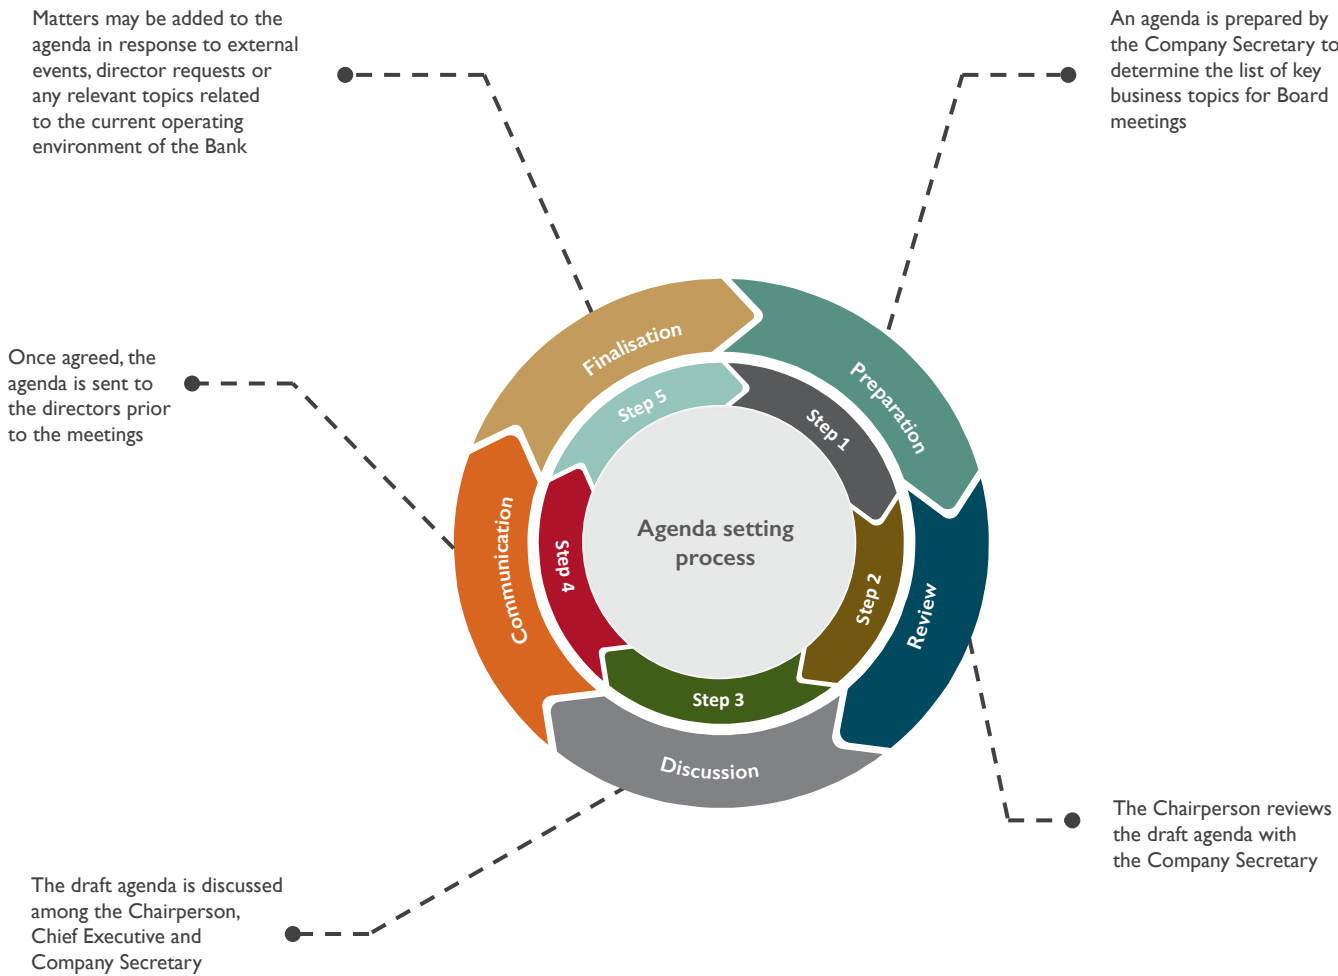 Matters may be added to the
agenda in response to external
events, director requests or
any relevant topics related
to the current operating
environment of the Bank
An agenda is prepared by
the Company Secretary to
determine the list of key
business topics for Board
meetings
Once agreed, the
agenda is sent to
the directors prior
to the meetings
Finalisation
Preparation
Step 5
Step 1
Agenda setting
process
Communication
Step 4
Step 2
Review
Step 3
Discussion
The Chairperson reviews
the draft agenda with
the Company Secretary
The draft agenda is discussed
among the Chairperson,
Chief Executive and
Company Secretary